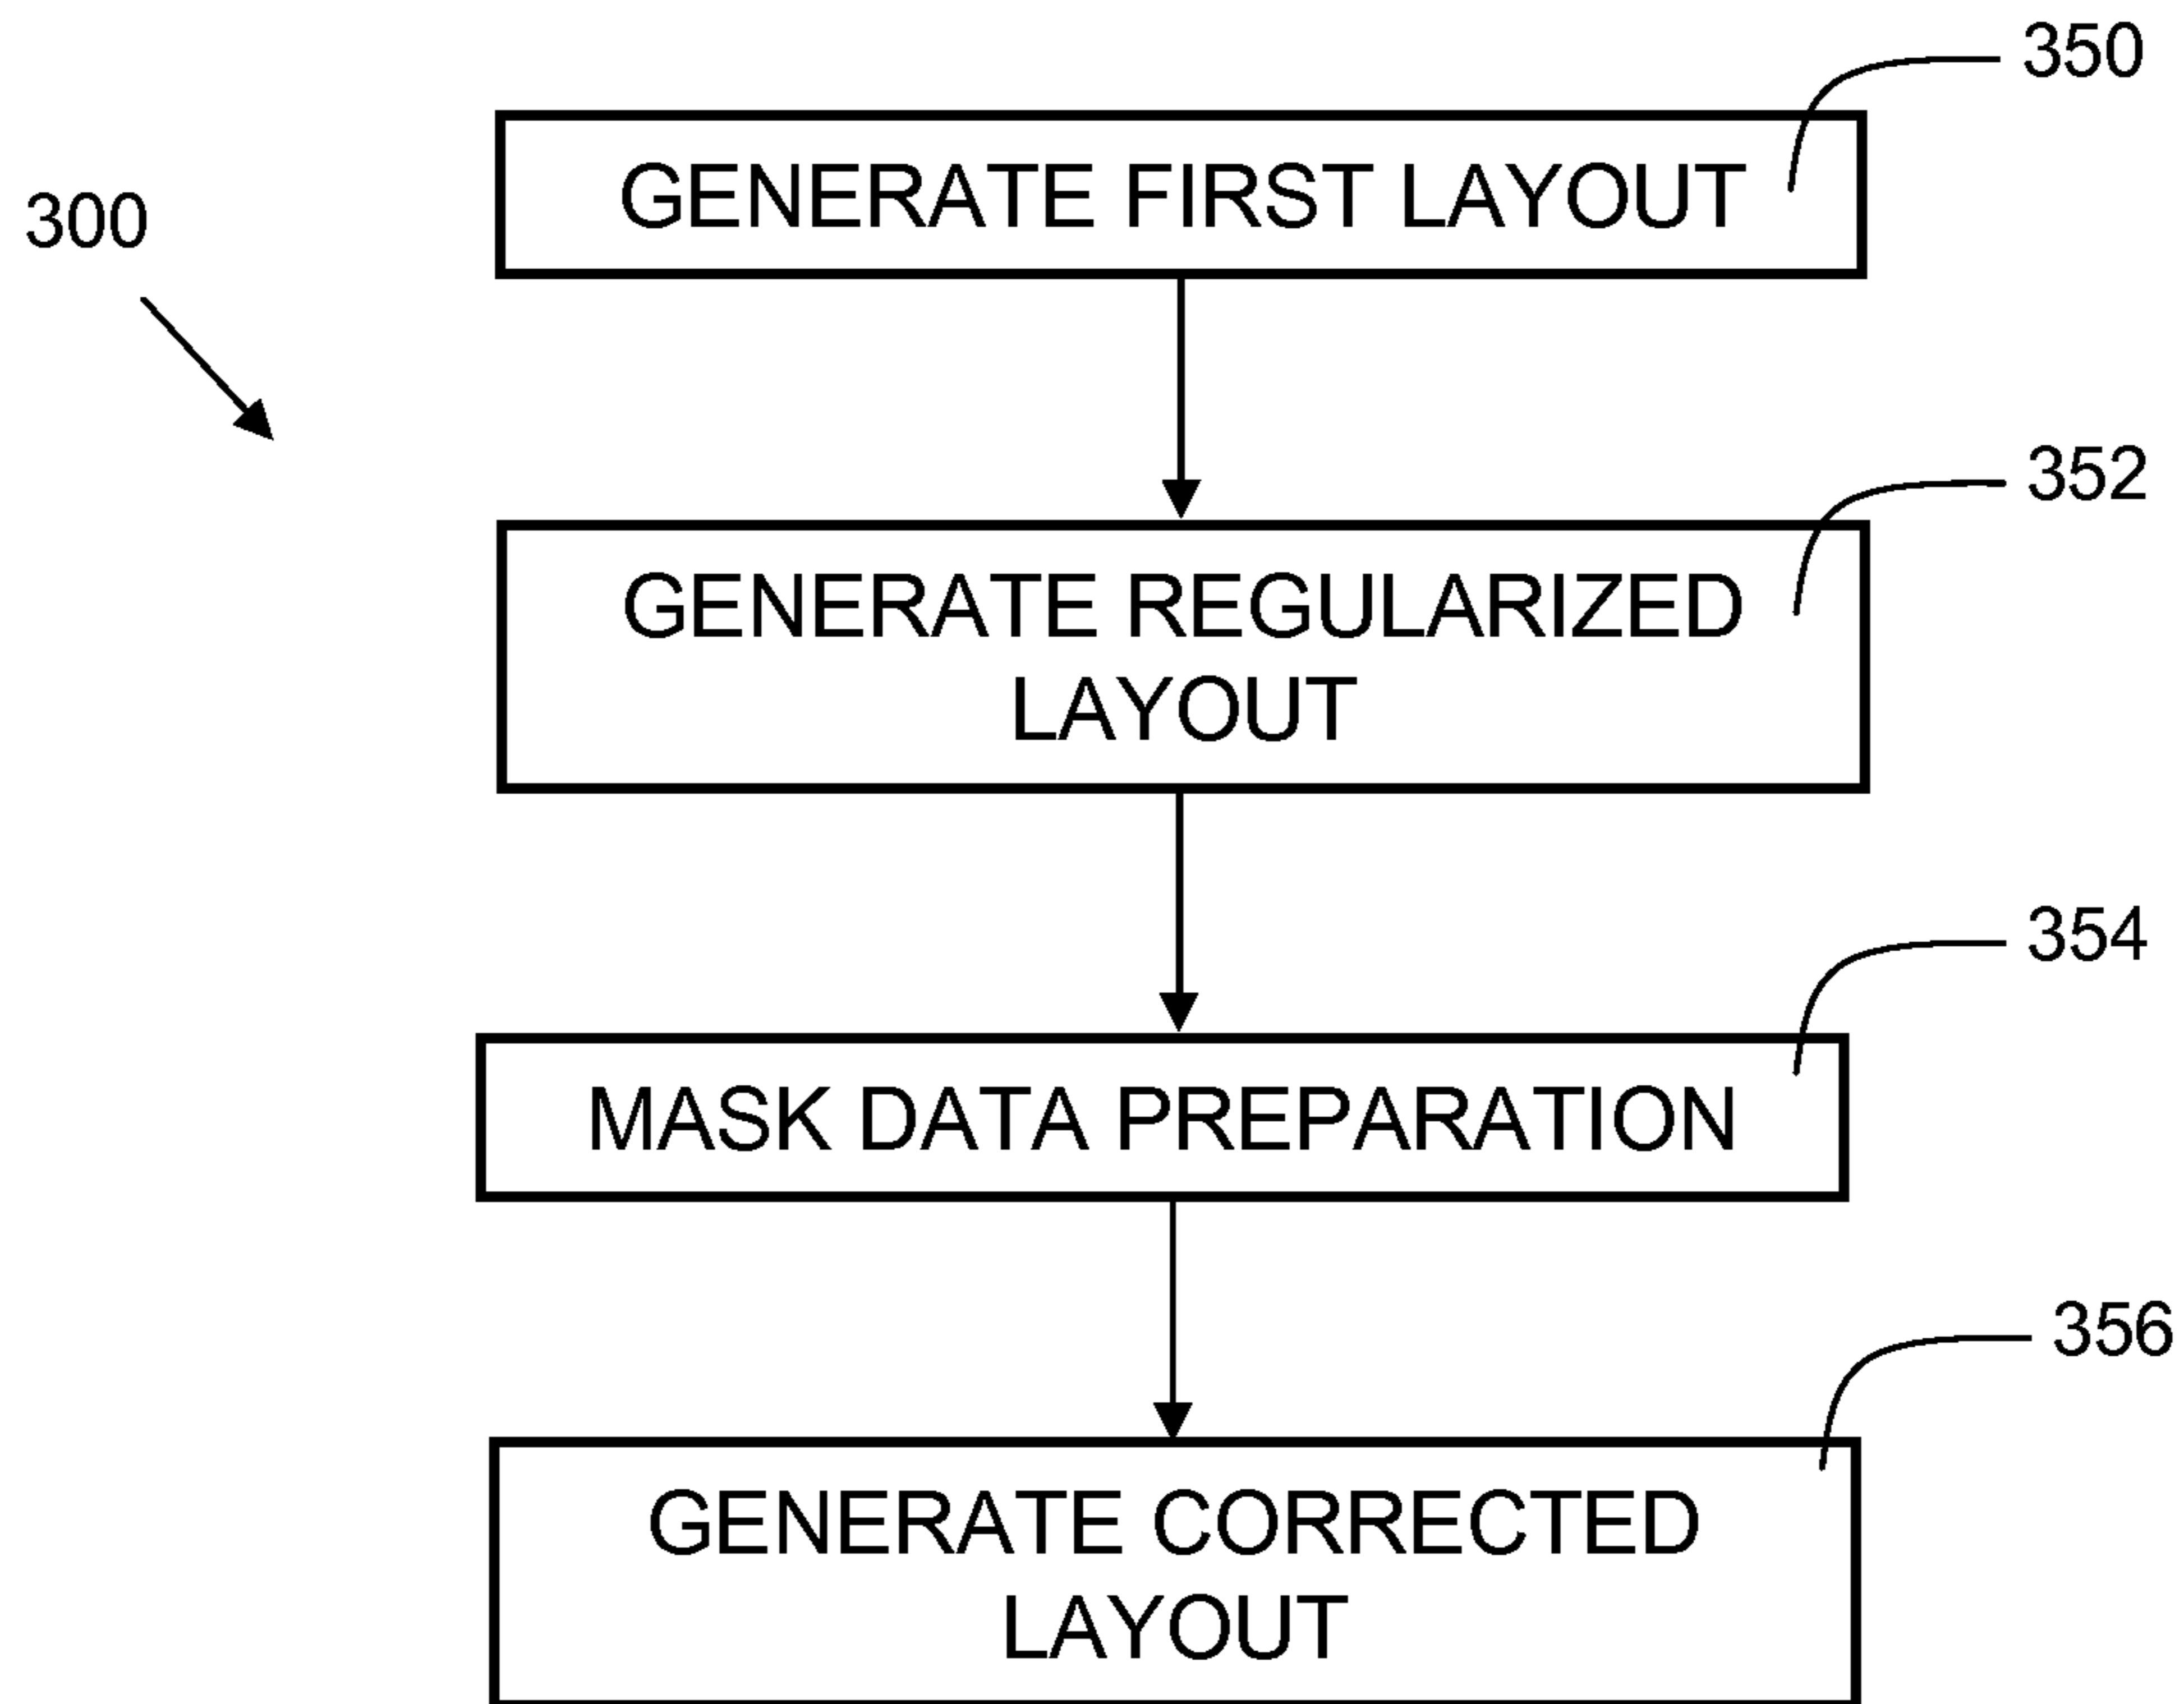 350
GENERATE FIRST LAYOUT
300
352
GENERATE REGULARIZED
LAYOUT
354
MASK DATA PREPARATION
356
GENERATE CORRECTED
LAYOUT